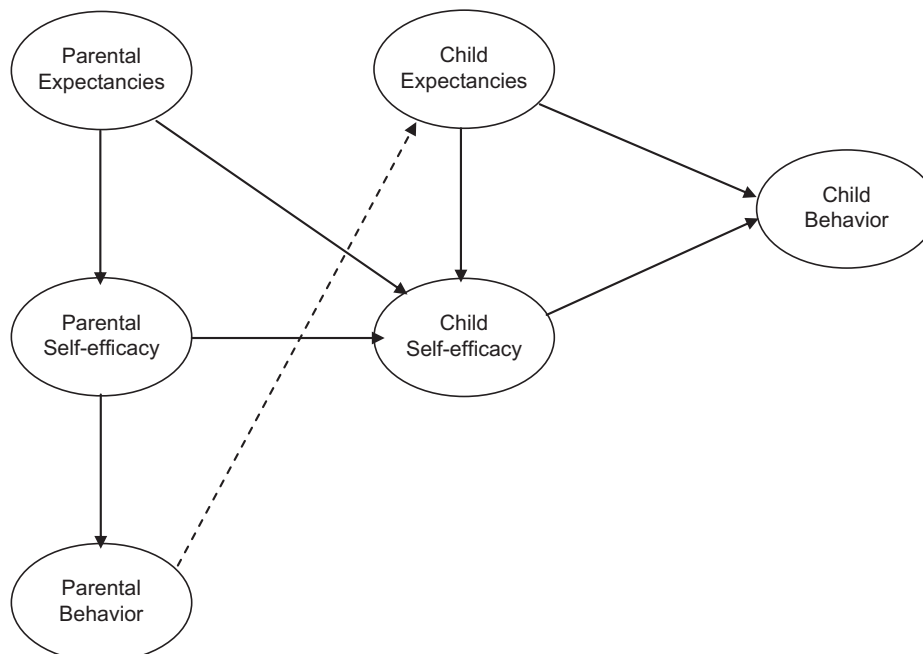 Parental
Expectancies
Child
Expectancies
Child
Behavior
Parental
Self-efficacy
Child
Self-efficacy
Parental
Behavior